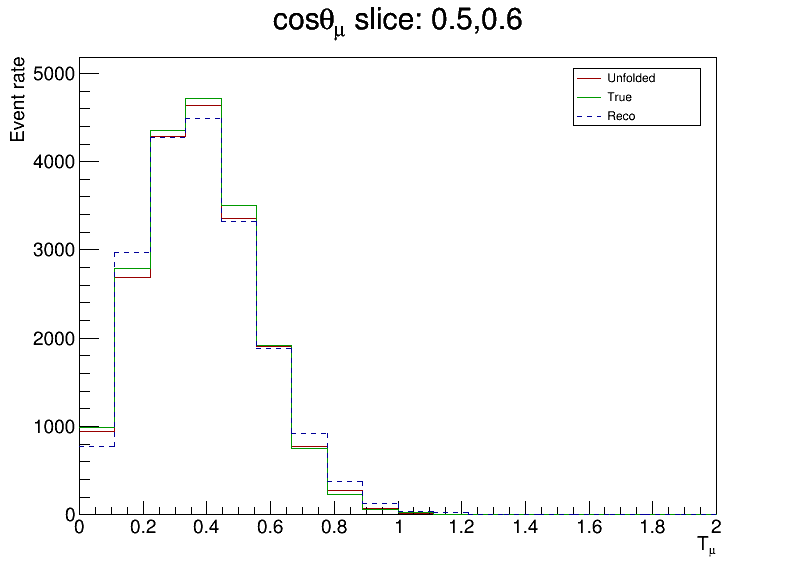 cosθμ slice: 0.5,0.6
Event rate
5000
4000
3000
2000
1000
0
Unfolded
True
Reco
0 0.2 0.4 0.6 0.8 1 1.2 1.4 1.6 1.8 2
Tμ